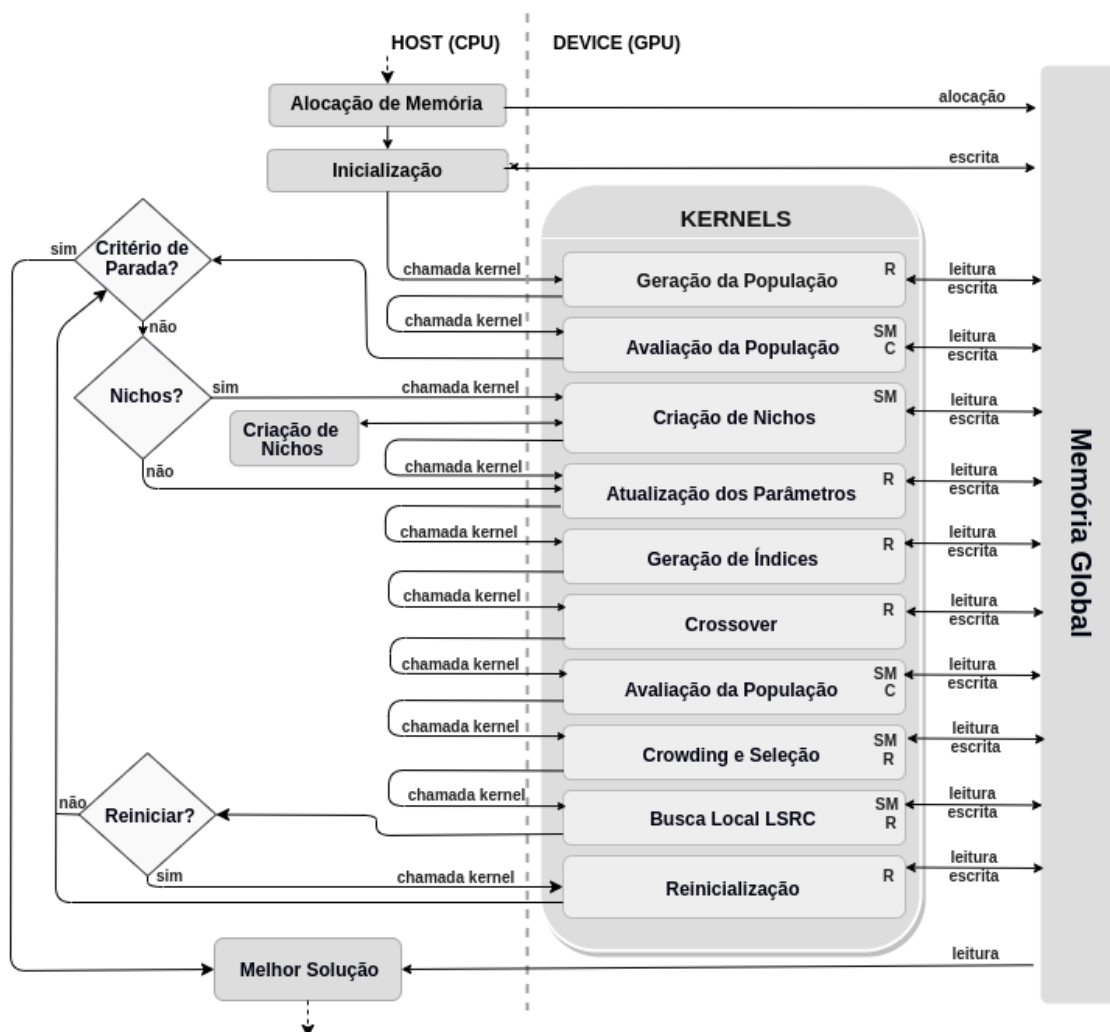 HOST (CPU)
DEVICE (GPU)
Alocação de Memória
alocação
Inicialização
escrita
KERNELS
sim
Critério de
Parada?
não
chamada kernel
Geração da População
R
leitura
escrita
chamada kernel
Avaliação da População
SM
C
leitura
escrita
Nichos?
sim
não
chamada kernel
Criação de Nichos
SM
leitura
escrita
Criação de
Nichos
chamada kernel
Atualização dos Parâmetros
R
leitura
escrita
chamada kernel
Geração de Índices
R
leitura
escrita
chamada kernel
Crossover
R
leitura
escrita
chamada kernel
Avaliação da População
SM
C
leitura
escrita
chamada kernel
Crowding e Seleção
SM
R
leitura
escrita
chamada kernel
Busca Local LSRC
SM
R
leitura
escrita
não
Reiniciar?
sim
chamada kernel
Reinicialização
R
leitura
escrita
Melhor Solução
leitura
Memória Global